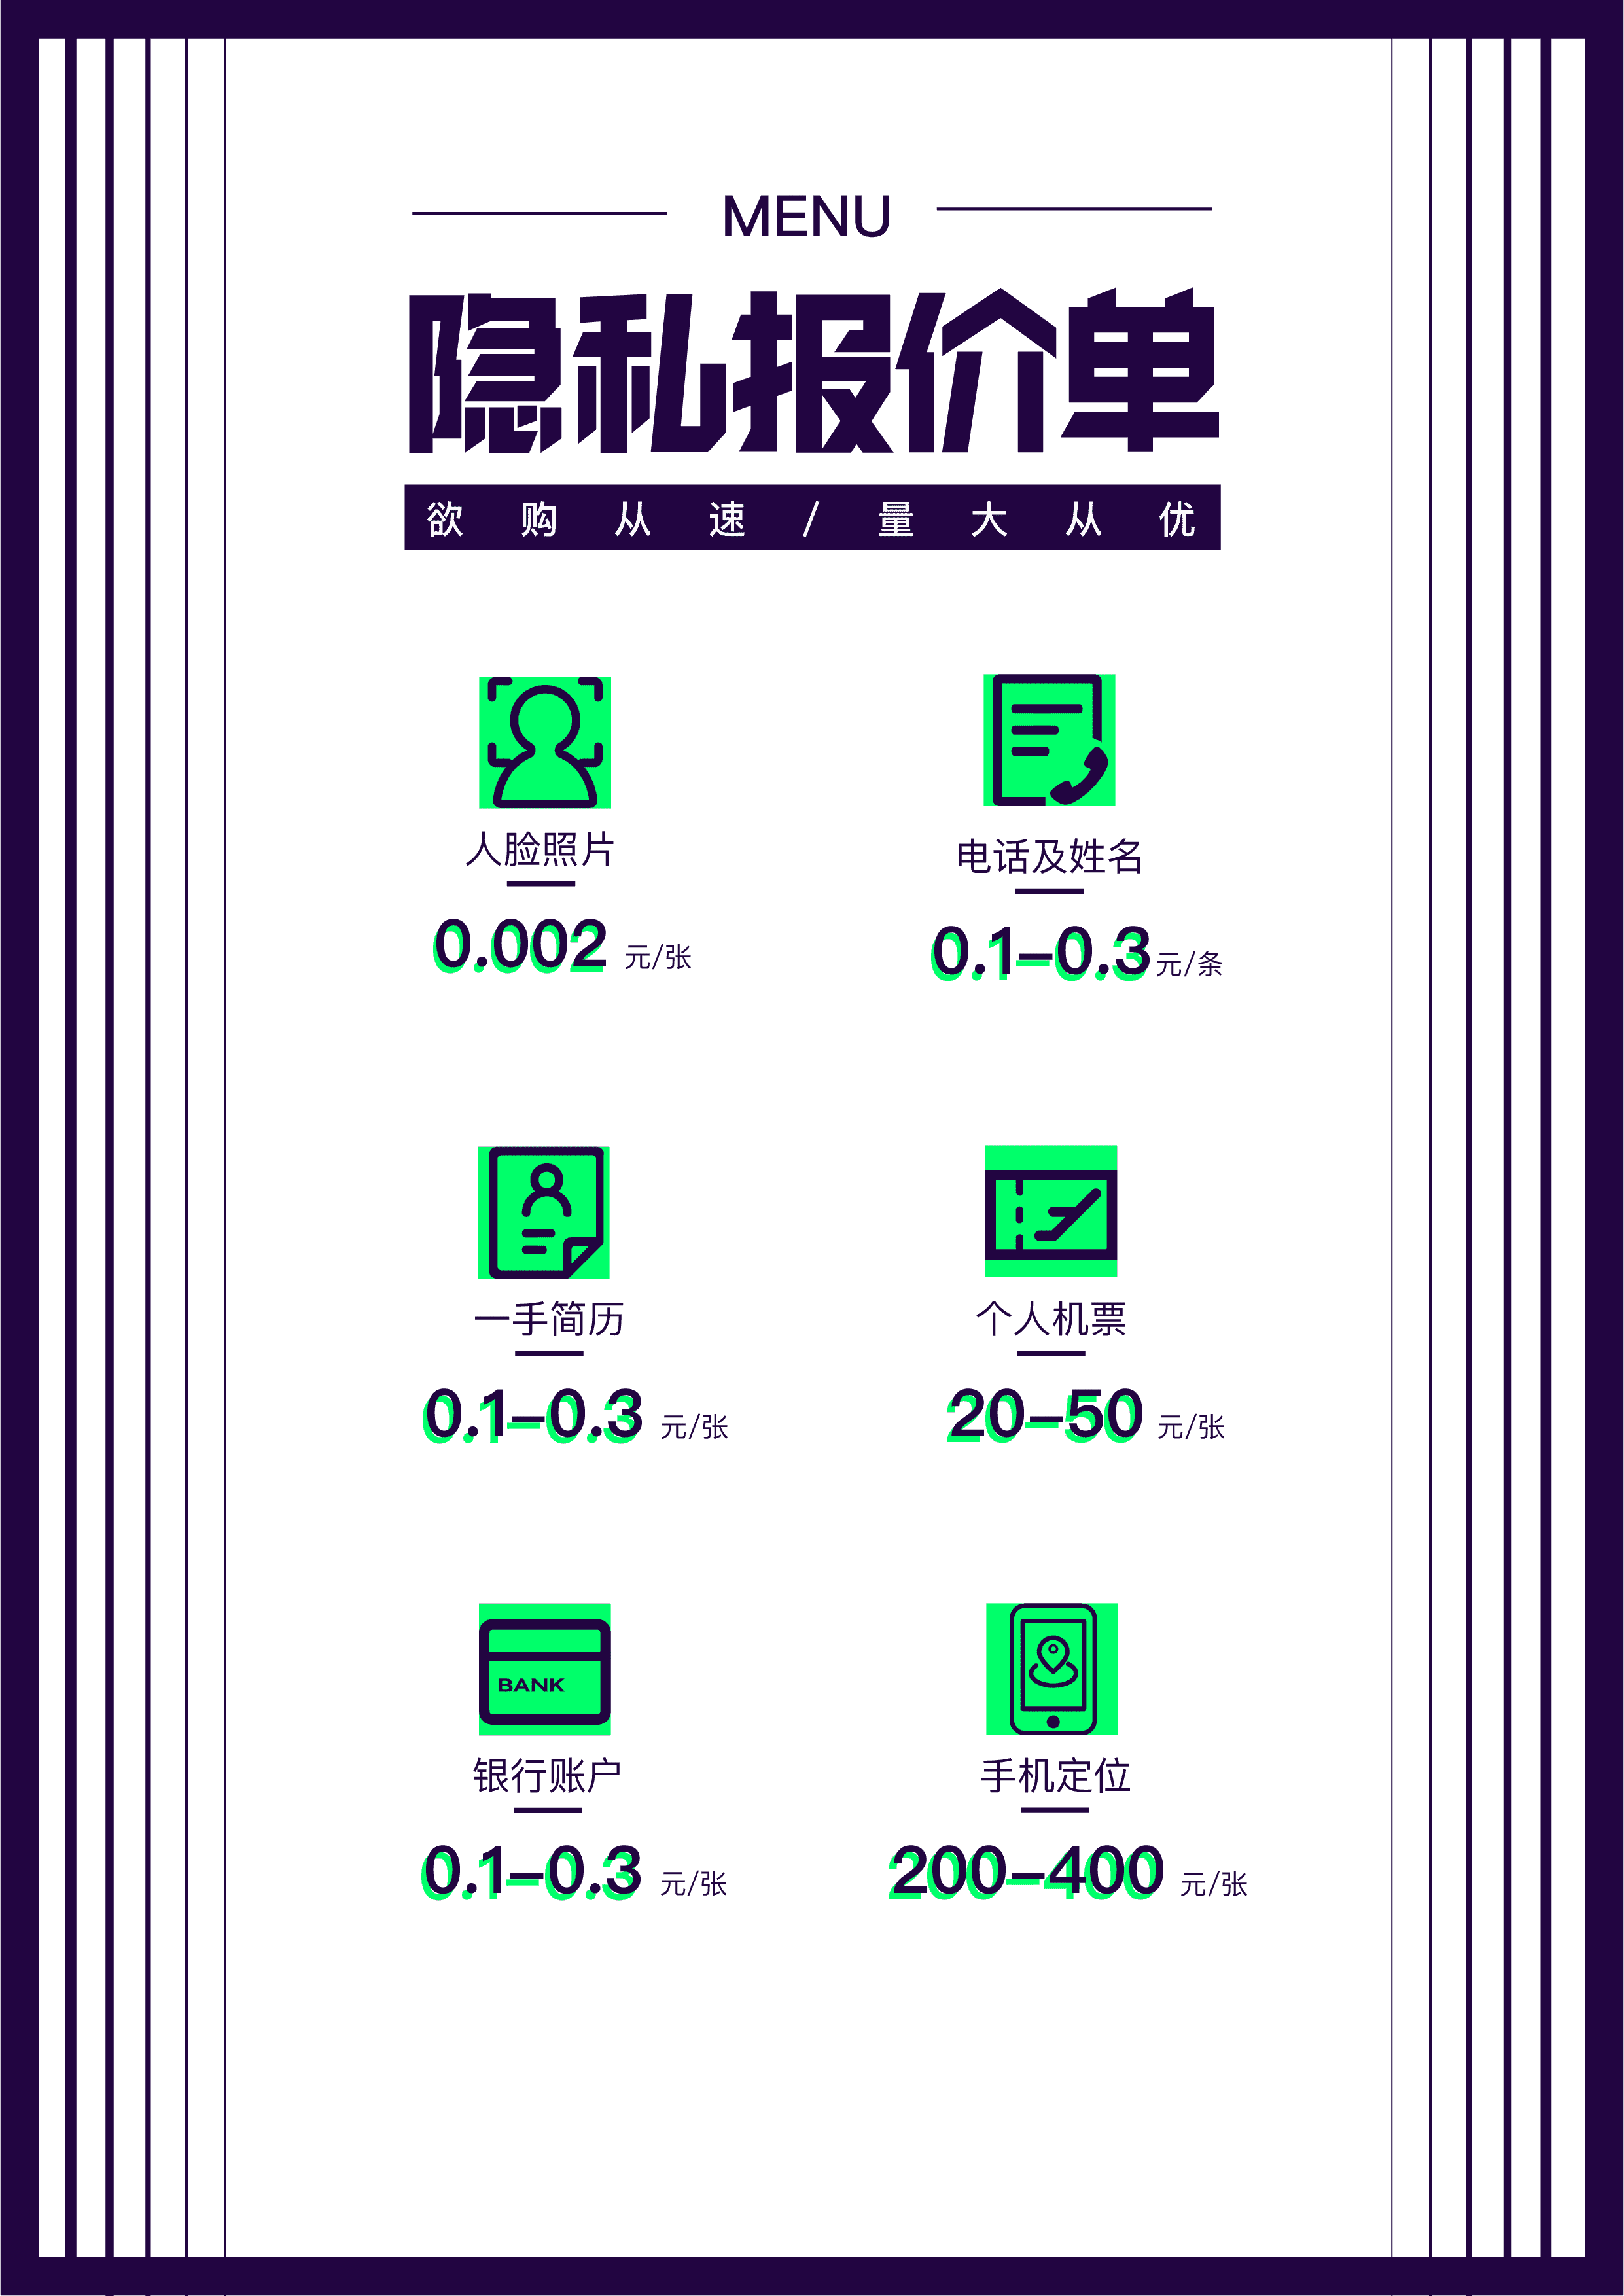 MENU
隐私报价单
欲购从速/量大从优
人脸照片
0.002 元/张
电话及姓名
0.1-0.3元/条
一手简历
0.1-0.3 元/张
个人机票
20-50 元/张
BANK
银行账户
0.1-0.3 元/张
手机定位
200-400 元/张